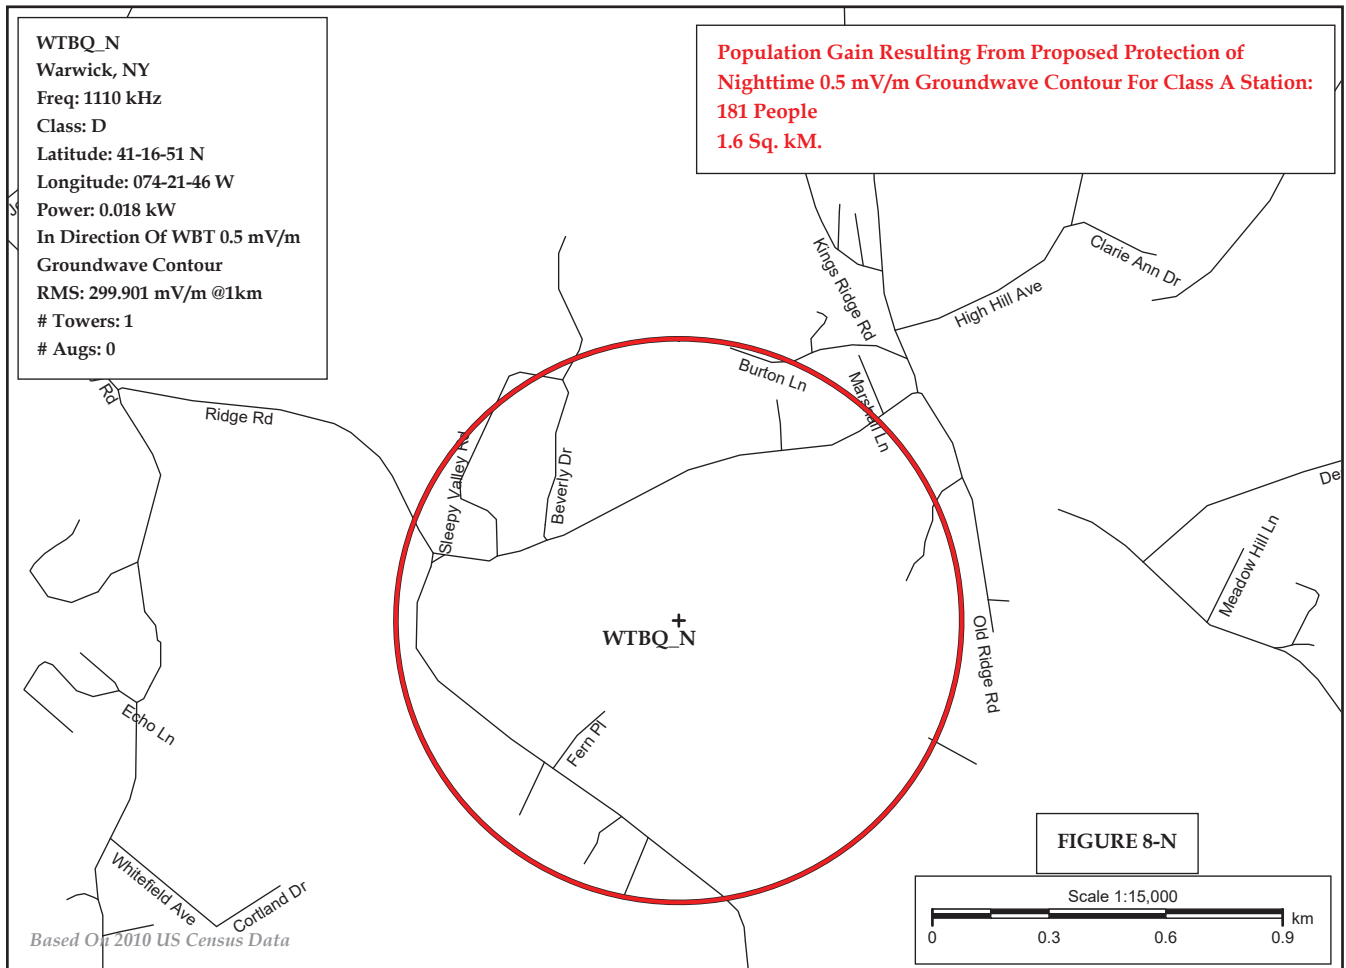 WTBQ_N
Warwick, NY
Freq: 1110 kHz
Class: D
Latitude: 41-16-51 N
Longitude: 074-21-46 W
Power: 0.018 kW
In Direction Of WBT 0.5 mV/m
Groundwave Contour
RMS: 299.901 mV/m @1km
# Towers: 1
# Augs: 0
Population Gain Resulting From Proposed Protection of
Nighttime 0.5 mV/m Groundwave Contour For Class A Station:
181 People
1.6 Sq. kM.
Kings Ridge Rd
Clarie Ann Dr
High Hill Ave
Burton Ln
Marshall Ln
Rd
Ridge Rd
Sleepy Valley Rd
Beverly Dr
De
Meadow Hill Ln
WTBQ_N
Old Ridge Rd
Echo Ln
Fern Pl
Whitefield Ave
Cortland Dr
FIGURE 8-N
Scale 1:15,000
km
0 0.3 0.6 0.9
Based On 2010 US Census Data